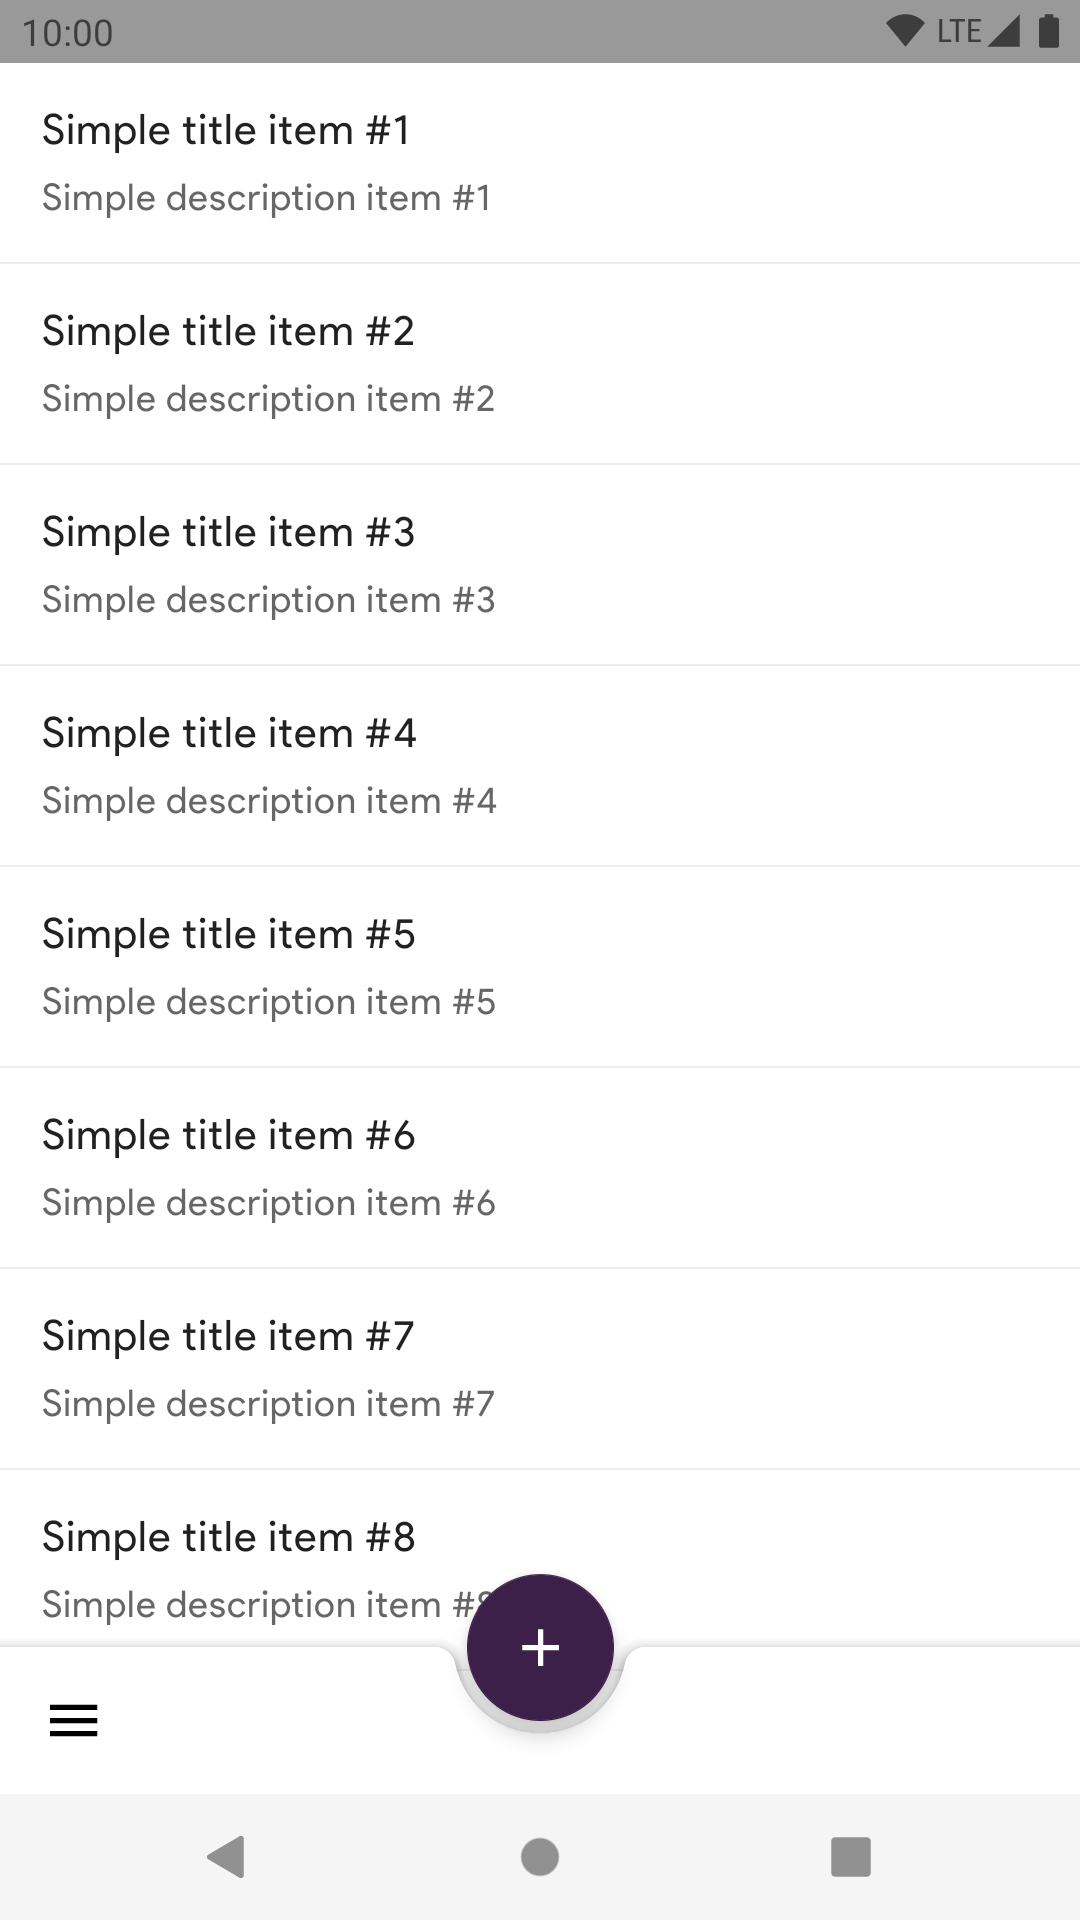 10:00 LTE
Simple title item #1
Simple description item #1
Simple title item #2
Simple description item #2
Simple title item #3
Simple description item #3
Simple title item #4
Simple description item #4
Simple title item #5
Simple description item #5
Simple title item #6
Simple description item #6
Simple title item #7
Simple description item #7
Simple title item #8
Simple description item #8